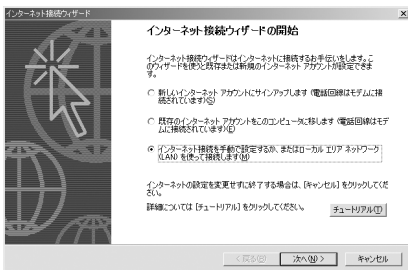 インターネット接続ウィザード
インターネット接続ウィザードの開始
インターネット接続ウィザードはインターネットに接続するお手伝いをします。こ
のウィザードを使うと既存または新規のインターネット アカウントが設定できま
す。
新しいインターネット アカウントにサインアップします (電話回線はモデムに接
続されています)(S)
既存のインターネット アカウントをこのコンピュータに移します (電話回線はモデ
ムに接続されています)(E)
インターネット接続を手動で設定するか、またはローカル エリア ネットワーク
(LAN) を使って接続します(M)
インターネットの設定を変更せずに終了する場合は、[キャンセル] をクリックしてくだ
さい。
詳細については [チュートリアル] をクリックしてください。
チュートリアル(T)
< 戻る(B)
次へ(N) >
キャンセル